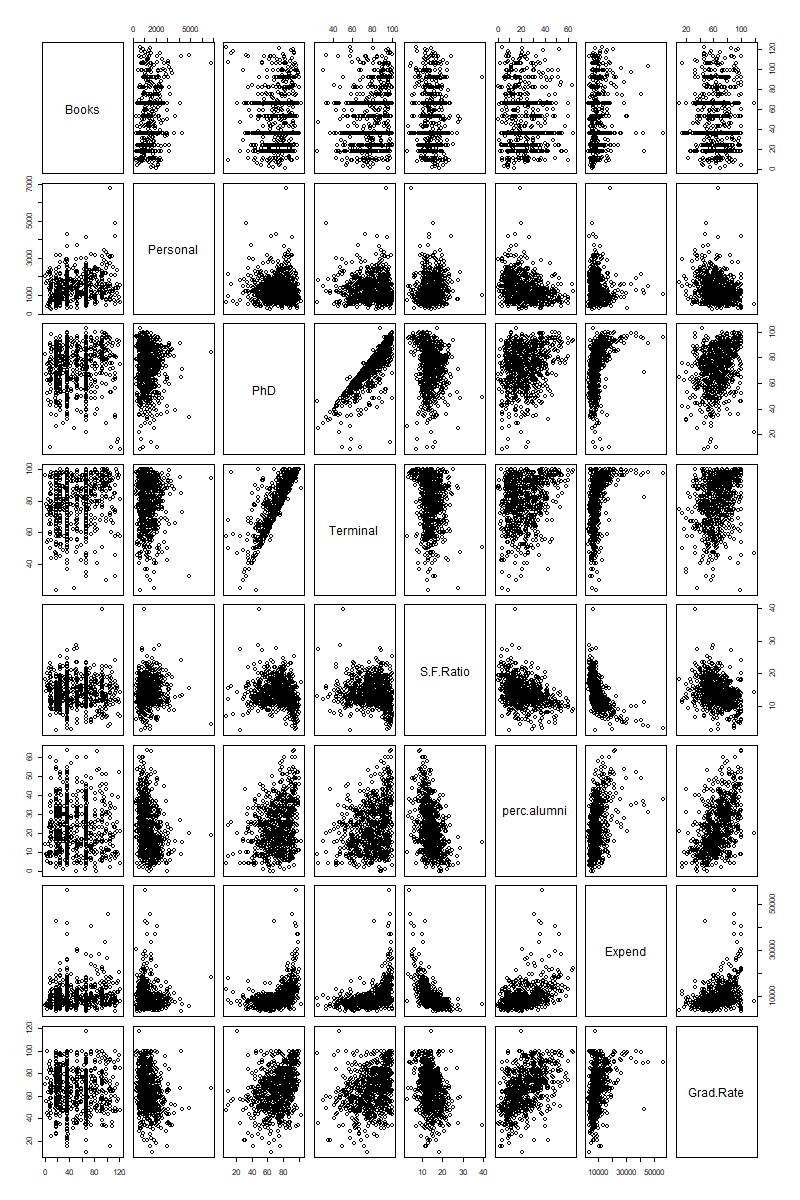 0 2000 5000
40 60 80 100
0 20 40 60
20 60 100
Books
0 20 40 60 80 100 120
0 1000 3000 5000 7000
Personal
PhD
20 40 60 80 100
40 60 80 100
Terminal
S.F.Ratio
10 20 30 40
0 10 20 30 40 50 60
perc.alumni
Expend
10000 30000 50000
20 40 60 80 100 120
Grad.Rate
0 40 80 120
20 40 60 80
10 20 30 40
10000 30000 50000